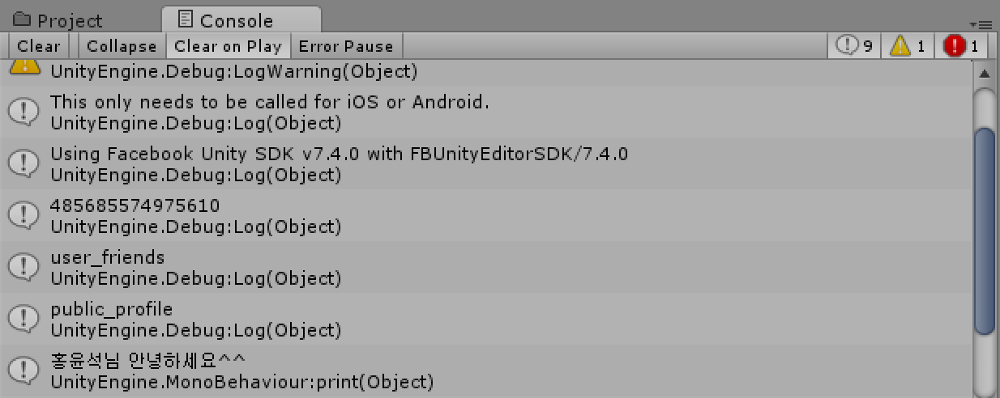 Project
Console
Clear
Collapse
Clear on Play
Error Pause
9
1
1
UnityEngine.Debug:LogWarning(Object)
This only needs to be called for iOS or Android.
UnityEngine.Debug:Log(Object)
Using Facebook Unity SDK v7.4.0 with FBUnityEditorSDK/7.4.0
UnityEngine.Debug:Log(Object)
485685574975610
UnityEngine.Debug:Log(Object)
user_friends
UnityEngine.Debug:Log(Object)
public_profile
UnityEngine.Debug:Log(Object)
홍윤석님 안녕하세요^^
UnityEngine.MonoBehaviour:print(Object)